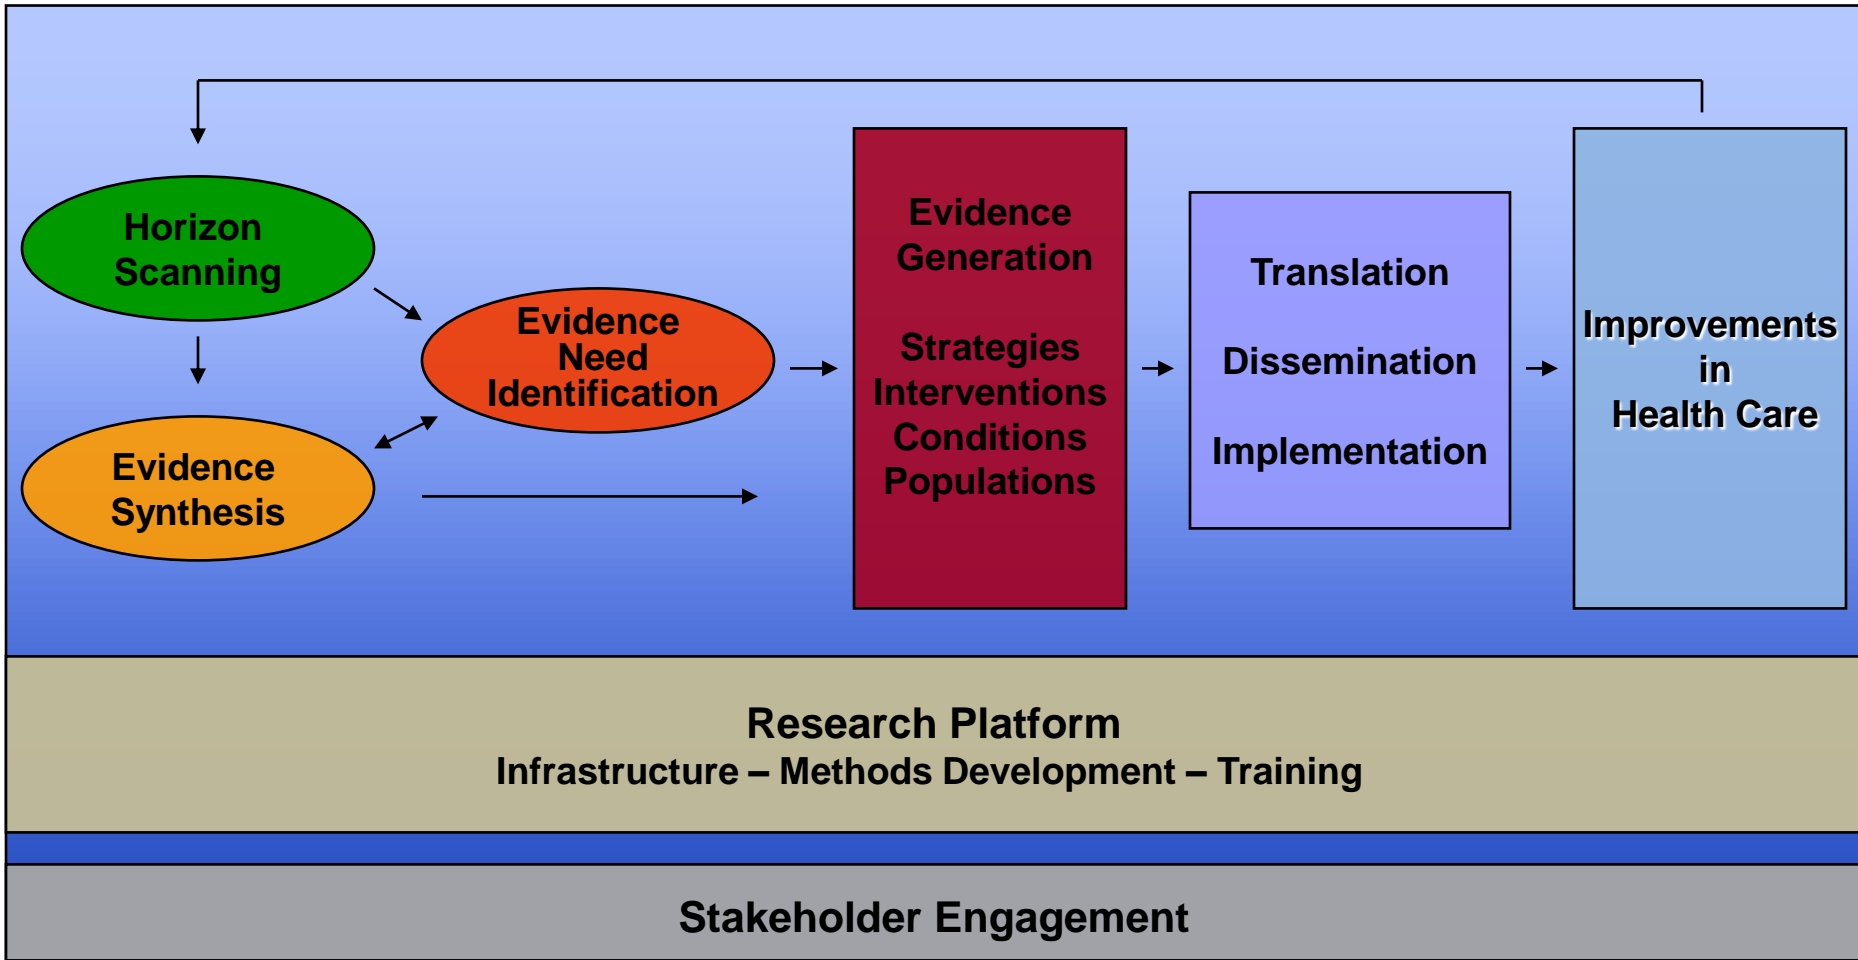 Horizon
Scanning
Evidence
Synthesis
Evidence
Need
Identification
Evidence
Generation
Strategies
Interventions
Conditions
Populations
Translation
Dissemination
Implementation
Improvements
in
Health Care
Research Platform
Infrastructure – Methods Development – Training
Stakeholder Engagement